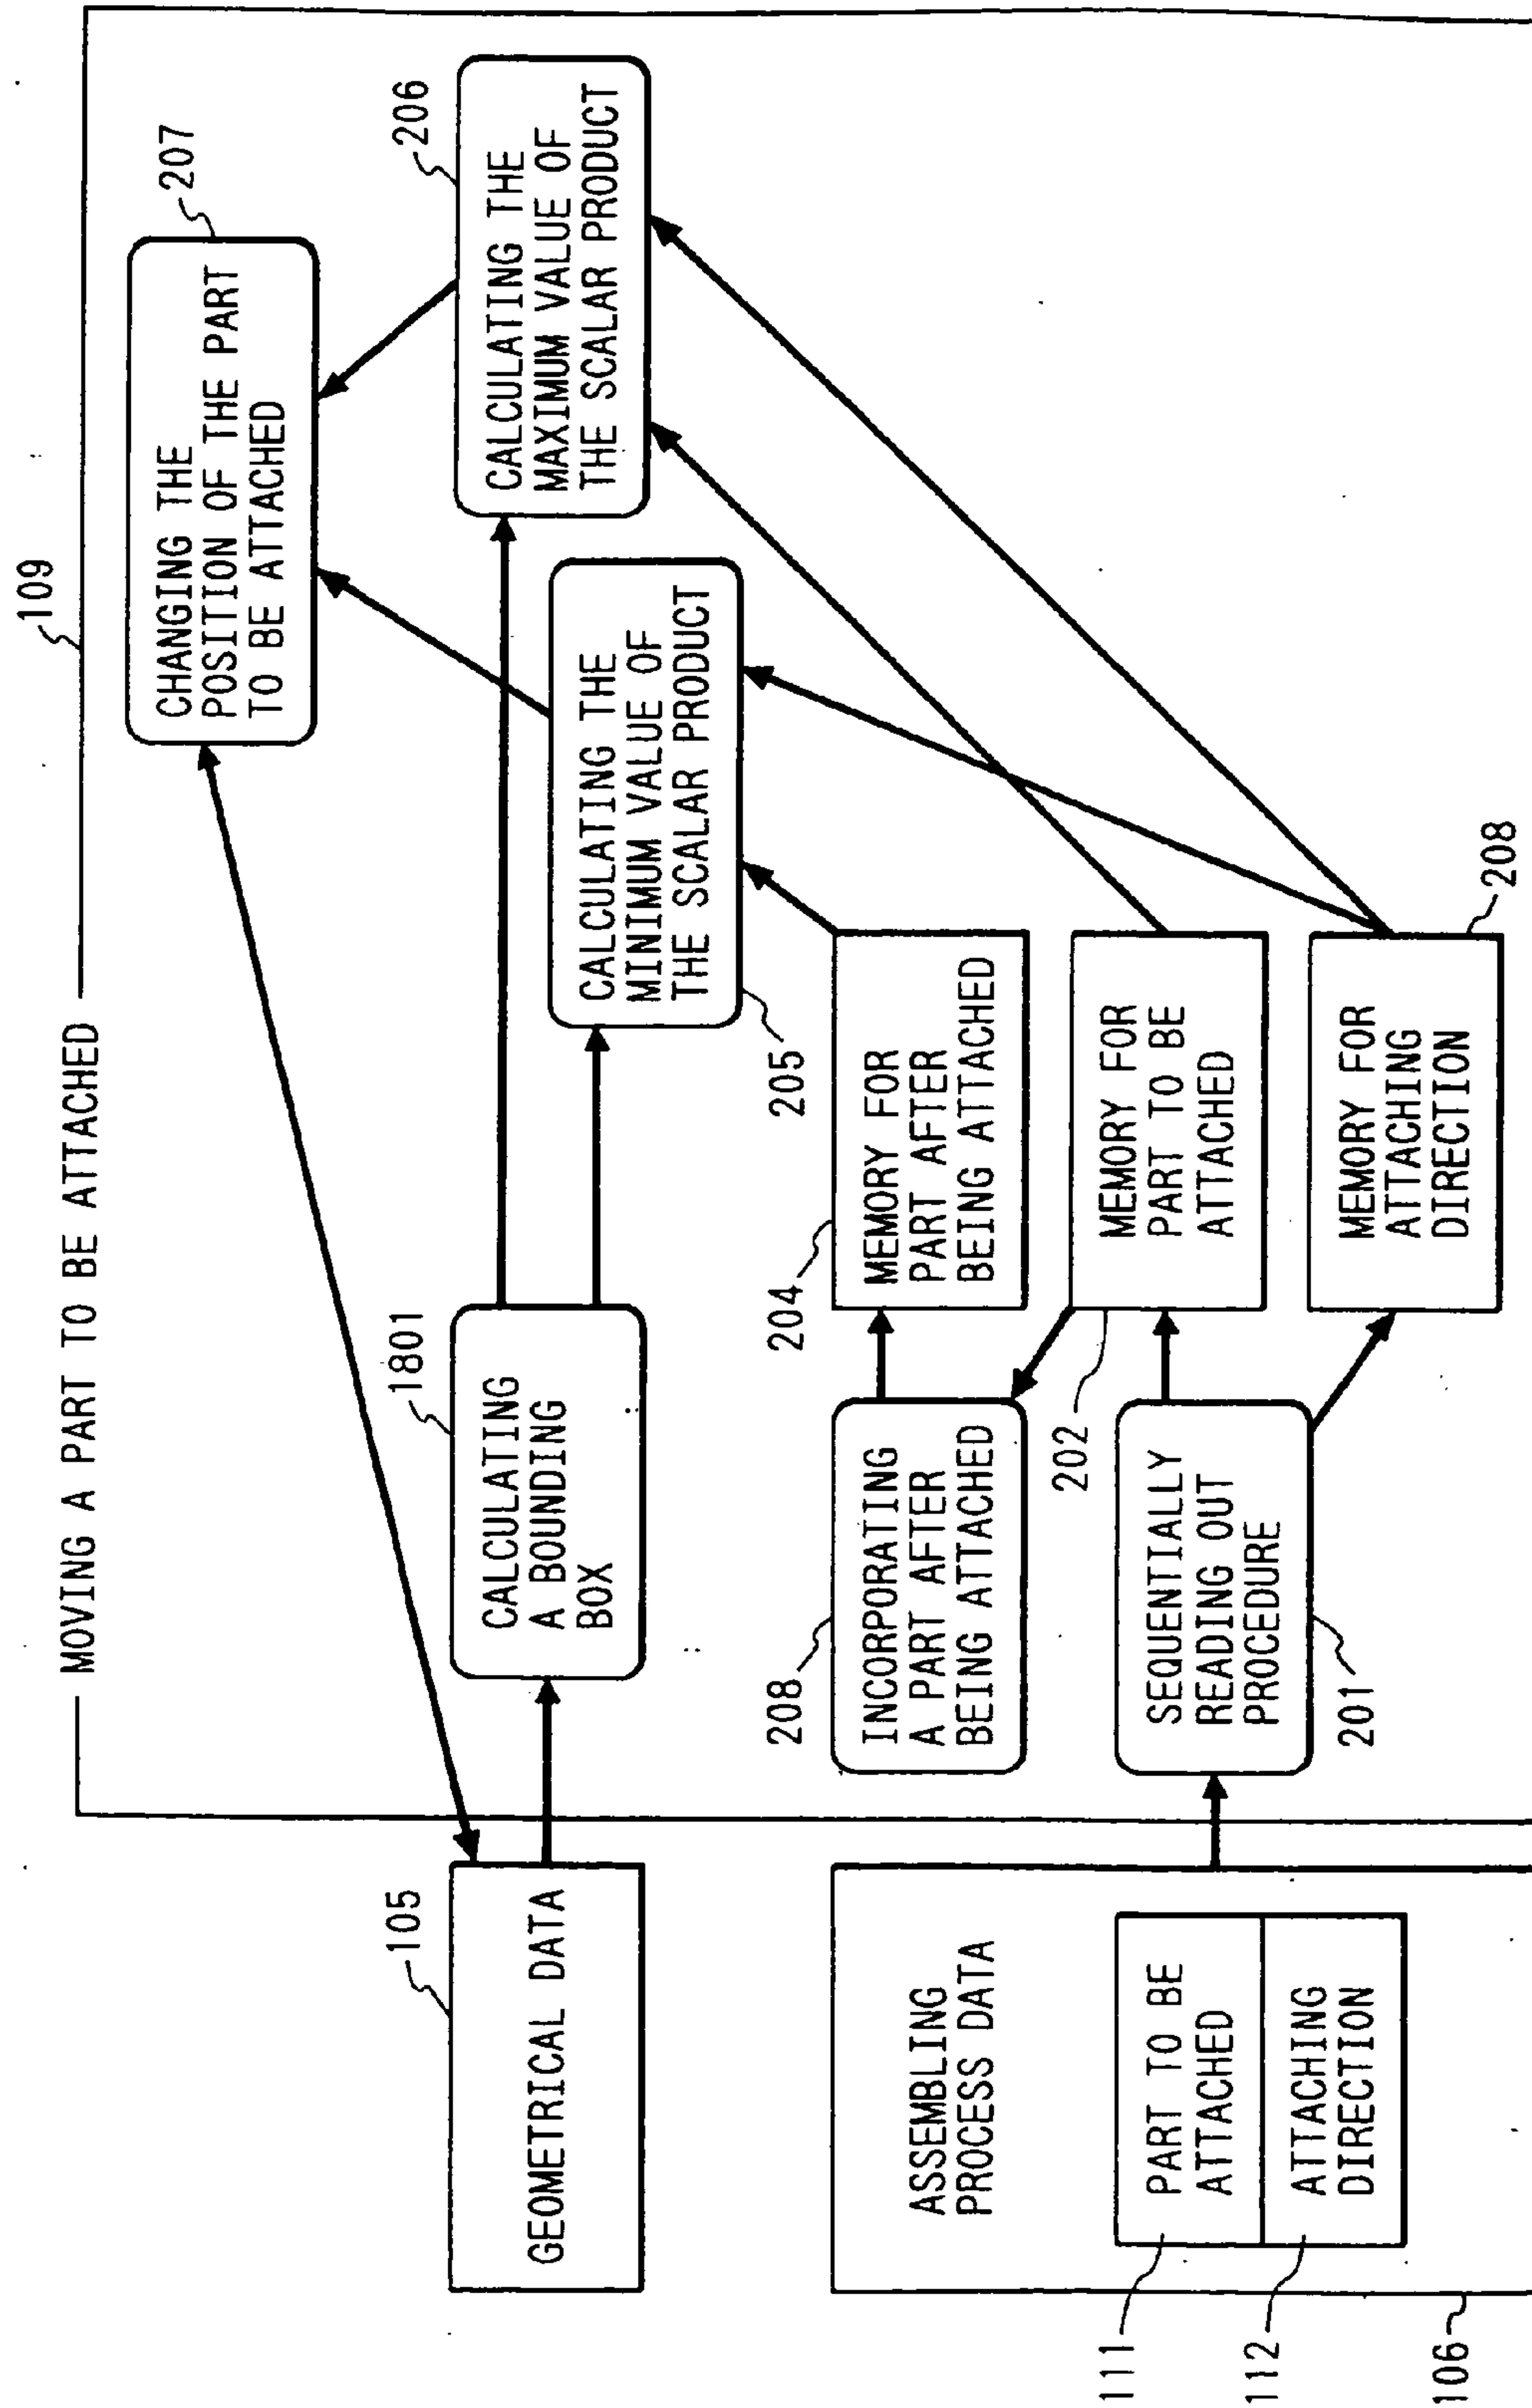 109
MOVING A PART TO BE ATTACHED
207
CHANGING THE
POSITION OF THE PART
TO BE ATTACHED
206
CALCULATING THE
MAXIMUM VALUE OF
THE SCALAR PRODUCT
105
GEOMETRICAL DATA
1801
CALCULATING
A BOUNDING
BOX
CALCULATING THE
MINIMUM VALUE OF
THE SCALAR PRODUCT
205
208
INCORPORATING
A PART AFTER
BEING ATTACHED
204
MEMORY FOR
PART AFTER
BEING ATTACHED
ASSEMBLING
PROCESS DATA
111
PART TO BE
ATTACHED
112
ATTACHING
DIRECTION
106
SEQUENTIALLY
READING OUT
PROCEDURE
201
202
MEMORY FOR
PART TO BE
ATTACHED
MEMORY FOR
ATTACHING
DIRECTION
208